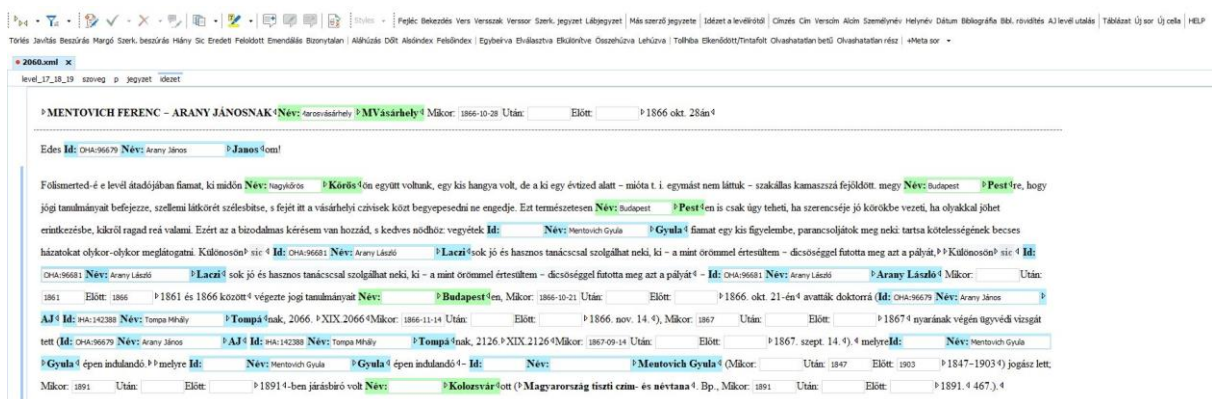 Styles
Fejléc Bekezdés Vers Versszak Verssor Szerk. jegyzet Lábjegyzet | Más szerző jegyzete | Idézet a levélíróktól | Címzés Cím Verscím Alcím Személynév Helynév Dátum Bibliográfia Bibl. rövidítés AJ levél utalás | Táblázat Új sor Új cella | HELP
Törlés Javítás Beszúrás Margó Szerk. beszúrás Hiány Sic Eredeti Feloldott Emendálás Bizonytalan | Aláhúzás Dőlt Alsóindex Felsőindex | Egybeírva Elválasztva Elkülönítve Összehúzva Lehúzva | Tollhiba Elkenődött/Tintafolt Olvashatatlan betű Olvashatatlan rész | +Meta sor
2060.xml x
level_17_18_19 szoveg p jegyzet idezet
MENTOVICH FERENC – ARANY JÁNOSNAK Név: Marosvásárhely MVásárhely Mikor: 1866-10-28 Után: Előtt: 1866 okt. 28án
Edes Id: OHA:96679 Név: Arany János Janos om!
Fölismerted-é e levél átadójában fiamat, ki midőn Név: Nagykőrös Körös ön együtt voltunk, egy kis hangya volt, de a ki egy évtized alatt – mióta t. i. egymást nem láttuk – szakállas kamaszszá fejlődött. megy Név: Budapest Pest re, hogy
jógi tanulmányait befejezze, szellemi látkörét szélesbitse, s fejét itt a vásárhelyi czivisek közt begyepesedni ne engedje. Ezt természetesen Név: Budapest Pest en is csak úgy teheti, ha szerencséje jó körökbe vezeti, ha olyakkal jöhet
erintkezésbe, kikről ragad reá valami. Ezért az a bizodalmas kérésem van hozzád, s kedves nődhöz: vegyétek Id: Név: Mentovich Gyula Gyula fiamat egy kis figyelembe, parancsoljátok meg neki: tartsa kötelességének becses
házatokat olykor-olykor meglátogatni. Különosön sic Id: OHA:96681 Név: Arany László Laczi sok jó és hasznos tanácscsal szolgálhat neki, ki – a mint örömmel értesültem – dicsöséggel futotta meg azt a pályát, Különoson sic Id:
OHA:96681 Név: Arany László Laczi sok jó és hasznos tanácscsal szolgálhat neki, ki – a mint örömmel értesültem – dicsöséggel futotta meg azt a pályát – Id: OHA:96681 Név: Arany László Arany László Mikor: Után:
1861 Előtt: 1866 1861 és 1866 között végezte jogi tanulmányait Név: Budapest en, Mikor: 1866-10-21 Után: Előtt: 1866. okt. 21-én avatták doktorrá (Id: OHA:96679 Név: Arany János
AJ Id: IHA:142388 Név: Tompa Mihály Tompá nak, 2066. XIX.2066 Mikor: 1866-11-14 Után: Előtt: 1866. nov. 14. ), Mikor: 1867 Után: Előtt: 1867 nyarának végén ügyvédi vizsgát
tett (Id: OHA:96679 Név: Arany János AJ Id: IHA:142388 Név: Tompa Mihály Tompá nak, 2126. XIX.2126 Mikor: 1867-09-14 Után: Előtt: 1867. szept. 14. ). melyre Id: Név: Mentovich Gyula
Gyula épen indulandó. melyre Id: Név: Mentovich Gyula Gyula épen indulandó – Id: Név: Mentovich Gyula (Mikor: Után: 1847 Előtt: 1903 1847–1903 ) jogász lett;
Mikor: 1891 Után: Előtt: 1891 -ben járásbíró volt Név: Kolozsvár ott ( Magyarország tiszti czím- és névtana . Bp., Mikor: 1891 Után: Előtt: 1891. 467.).